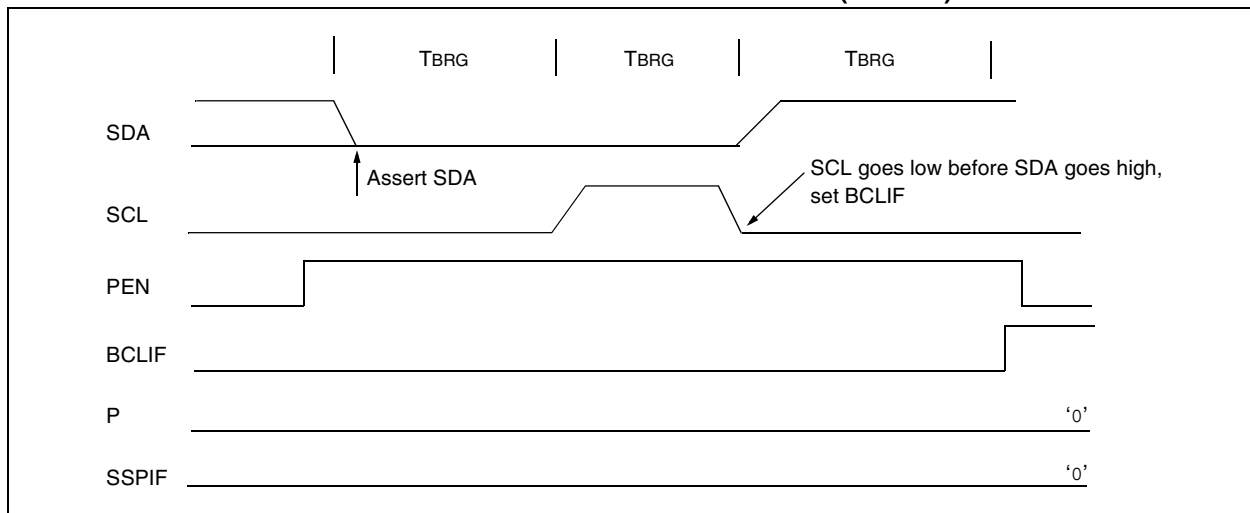 TBRG TBRG TBRG
SDA
Assert SDA
SCL goes low before SDA goes high,
set BCLIF
SCL
PEN
BCLIF
P
‘0’
SSPIF
‘0’